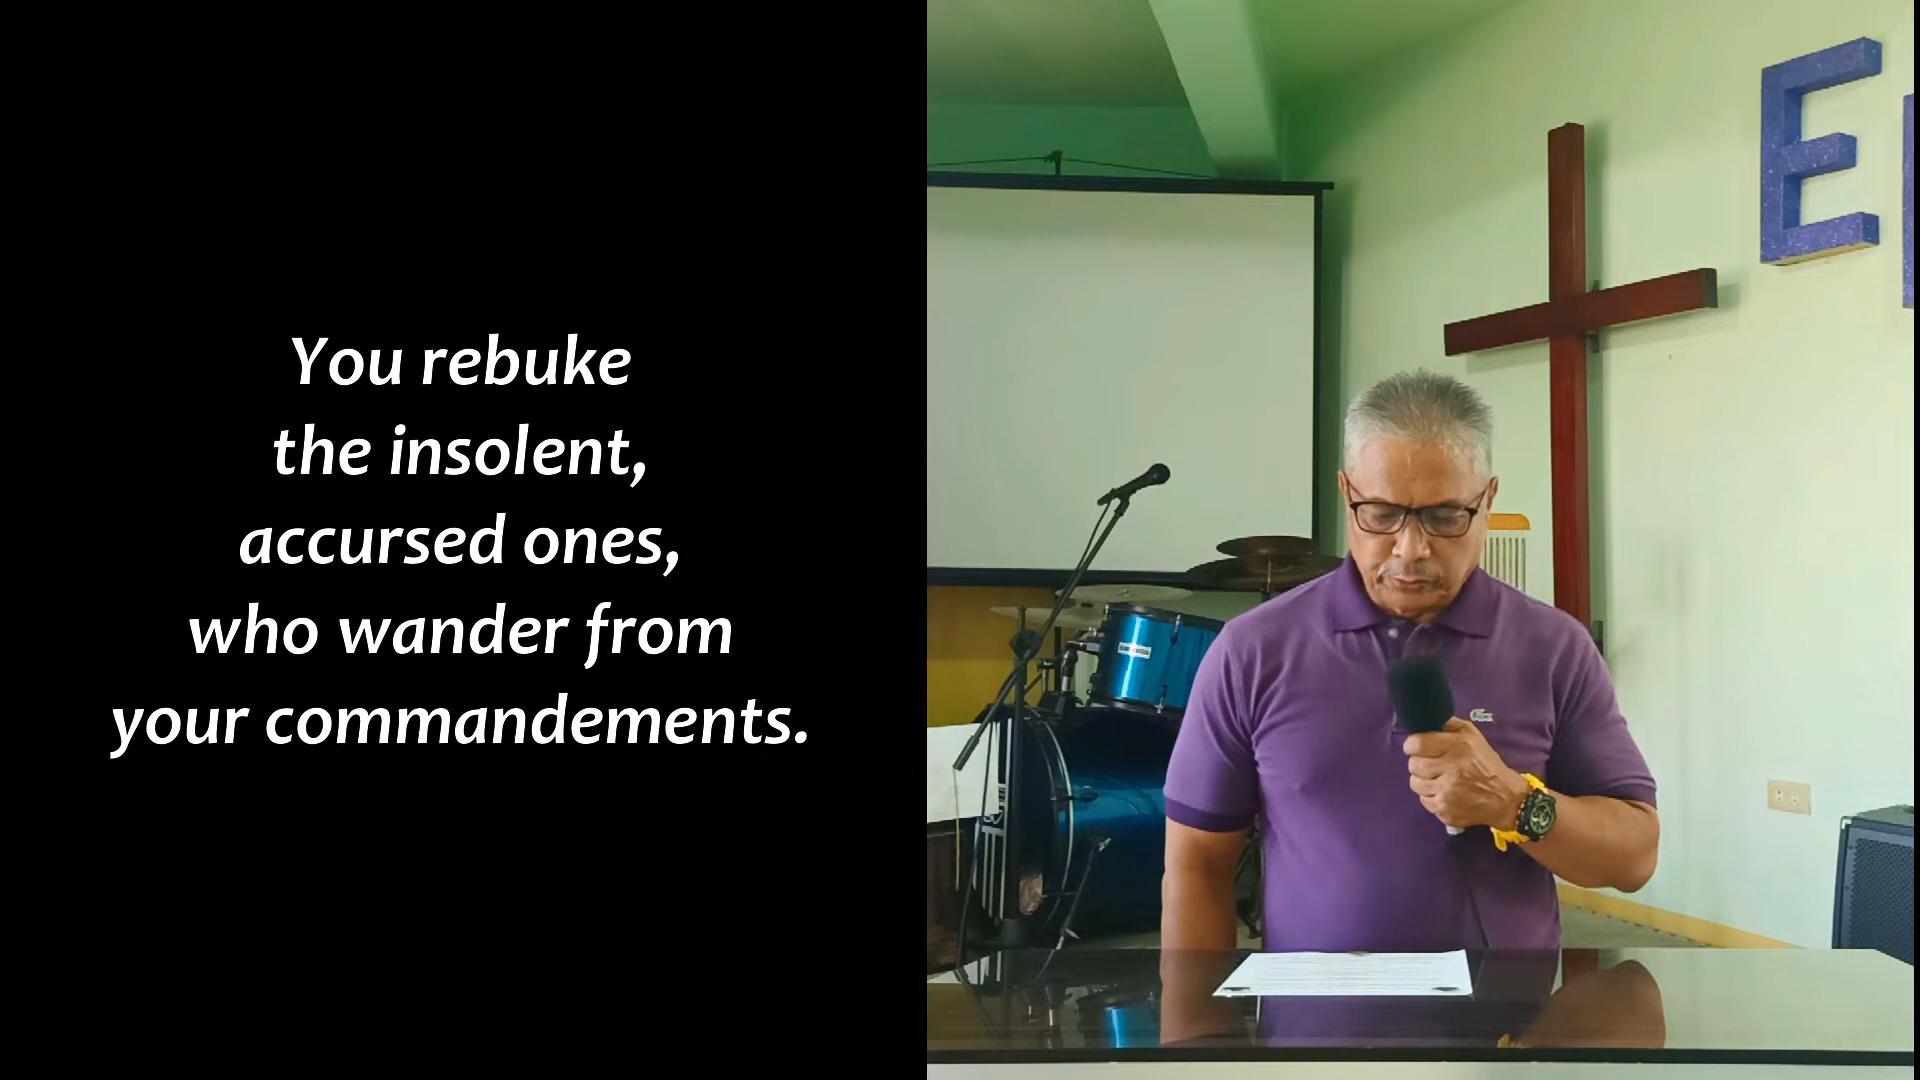 You rebuke
the insolent,
accursed ones,
who wander from
your commandements.
E